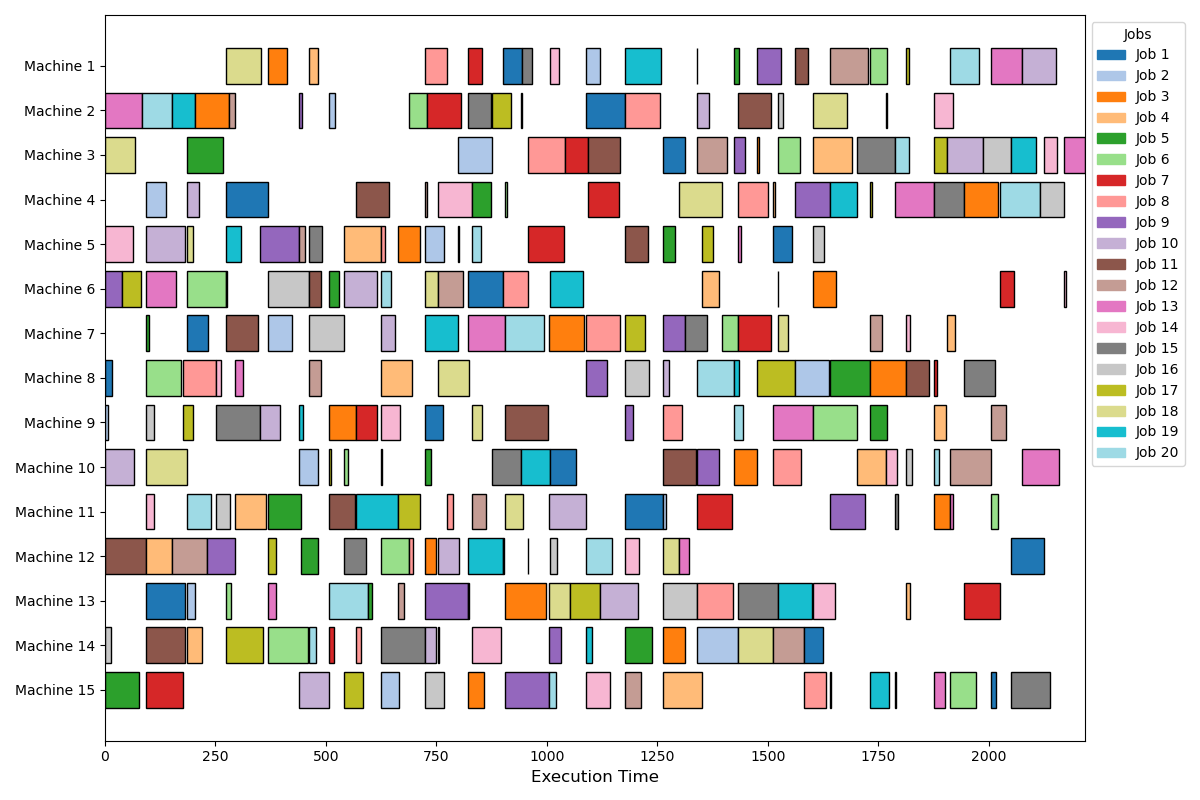 Machine 1
Machine 2
Machine 3
Machine 4
Machine 5
Machine 6
Machine 7
Machine 8
Machine 9
Machine 10
Machine 11
Machine 12
Machine 13
Machine 14
Machine 15
0 250 500 750 1000 1250 1500 1750 2000
Execution Time
Jobs
Job 1
Job 2
Job 3
Job 4
Job 5
Job 6
Job 7
Job 8
Job 9
Job 10
Job 11
Job 12
Job 13
Job 14
Job 15
Job 16
Job 17
Job 18
Job 19
Job 20